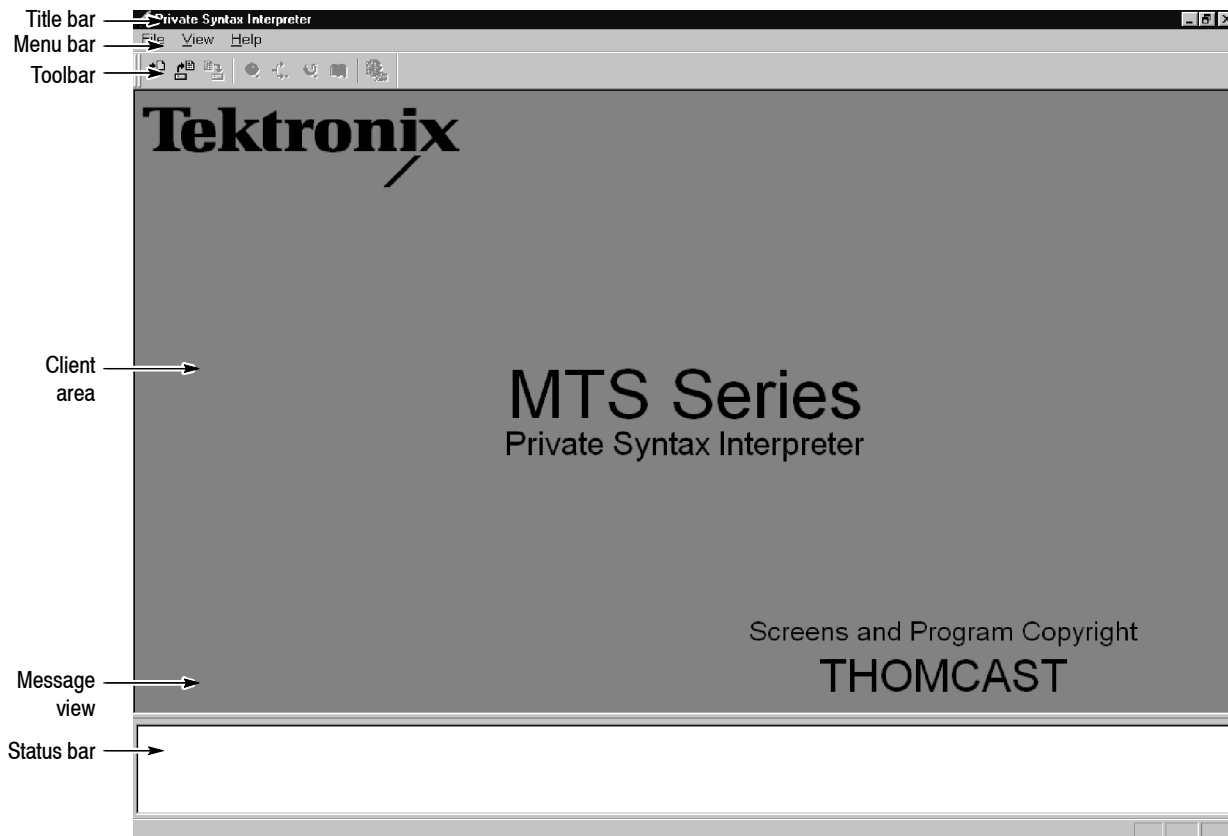 Title bar
Private Syntax Interpreter
Menu bar
File View Help
Toolbar
Tektronix
Client
area
MTS Series
Private Syntax Interpreter
Screens and Program Copyright
THOMCAST
Message
view
Status bar